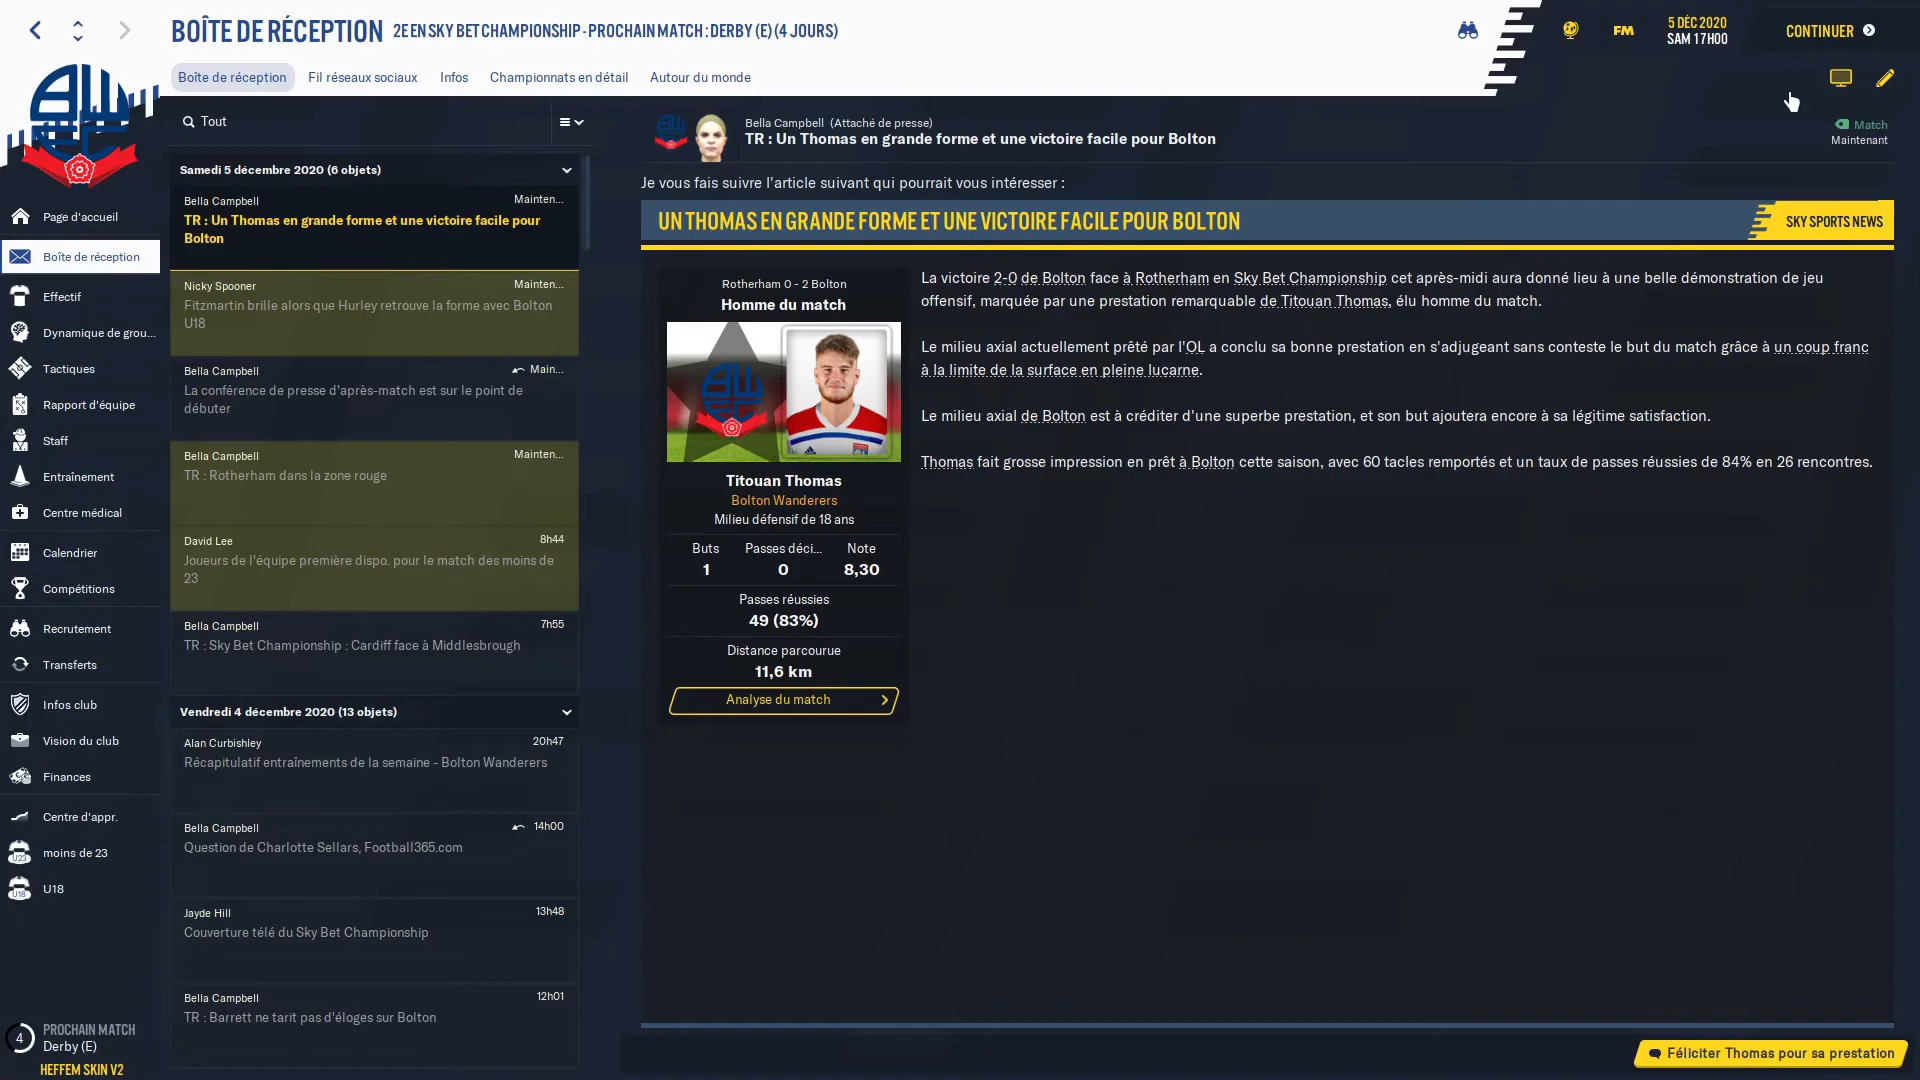 BOÎTE DE RÉCEPTION
2E EN SKY BET CHAMPIONSHIP - PROCHAIN MATCH : DERBY (E) (4 JOURS)
FM
5 DÉC 2020
SAM 17H00
CONTINUER
Boîte de réception
Fil réseaux sociaux
Infos
Championnats en détail
Autour du monde
Page d'accueil
Boîte de réception
Effectif
Dynamique de grou...
Tactiques
Rapport d'équipe
Staff
Entraînement
Centre médical
Calendrier
Compétitions
Recrutement
Transferts
Infos club
Vision du club
Finances
Centre d'appr.
U23
moins de 23
U18
U18
4
PROCHAIN MATCH
Derby (E)
HEFFEM SKIN V2
Tout
Samedi 5 décembre 2020 (6 objets)
Bella Campbell
Mainten...
TR : Un Thomas en grande forme et une victoire facile pour
Bolton
Nicky Spooner
Mainten...
Fitzmartin brille alors que Hurley retrouve la forme avec Bolton
U18
Bella Campbell
Main...
La conférence de presse d'après-match est sur le point de
débuter
Bella Campbell
Mainten...
TR : Rotherham dans la zone rouge
David Lee
8h44
Joueurs de l'équipe première dispo. pour le match des moins de
23
Bella Campbell
7h55
TR : Sky Bet Championship : Cardiff face à Middlesbrough
Vendredi 4 décembre 2020 (13 objets)
Alan Curbishley
20h47
Récapitulatif entraînements de la semaine - Bolton Wanderers
Bella Campbell
14h00
Question de Charlotte Sellars, Football365.com
Jayde Hill
13h48
Couverture télé du Sky Bet Championship
Bella Campbell
12h01
TR : Barrett ne tarit pas d'éloges sur Bolton
Bella Campbell (Attaché de presse)
TR : Un Thomas en grande forme et une victoire facile pour Bolton
Match
Maintenant
Je vous fais suivre l'article suivant qui pourrait vous intéresser :
UN THOMAS EN GRANDE FORME ET UNE VICTOIRE FACILE POUR BOLTON
SKY SPORTS NEWS
Rotherham 0 - 2 Bolton
Homme du match
Titouan Thomas
Bolton Wanderers
Milieu défensif de 18 ans
Buts
Passes déci...
Note
1
0
8,30
Passes réussies
49 (83%)
Distance parcourue
11,6 km
Analyse du match
La victoire 2-0 de Bolton face à Rotherham en Sky Bet Championship cet après-midi aura donné lieu à une belle démonstration de jeu
offensif, marquée par une prestation remarquable de Titouan Thomas, élu homme du match.
Le milieu axial actuellement prêté par l'OL a conclu sa bonne prestation en s'adjugeant sans conteste le but du match grâce à un coup franc
à la limite de la surface en pleine lucarne.
Le milieu axial de Bolton est à créditer d'une superbe prestation, et son but ajoutera encore à sa légitime satisfaction.
Thomas fait grosse impression en prêt à Bolton cette saison, avec 60 tacles remportés et un taux de passes réussies de 84% en 26 rencontres.
Féliciter Thomas pour sa prestation